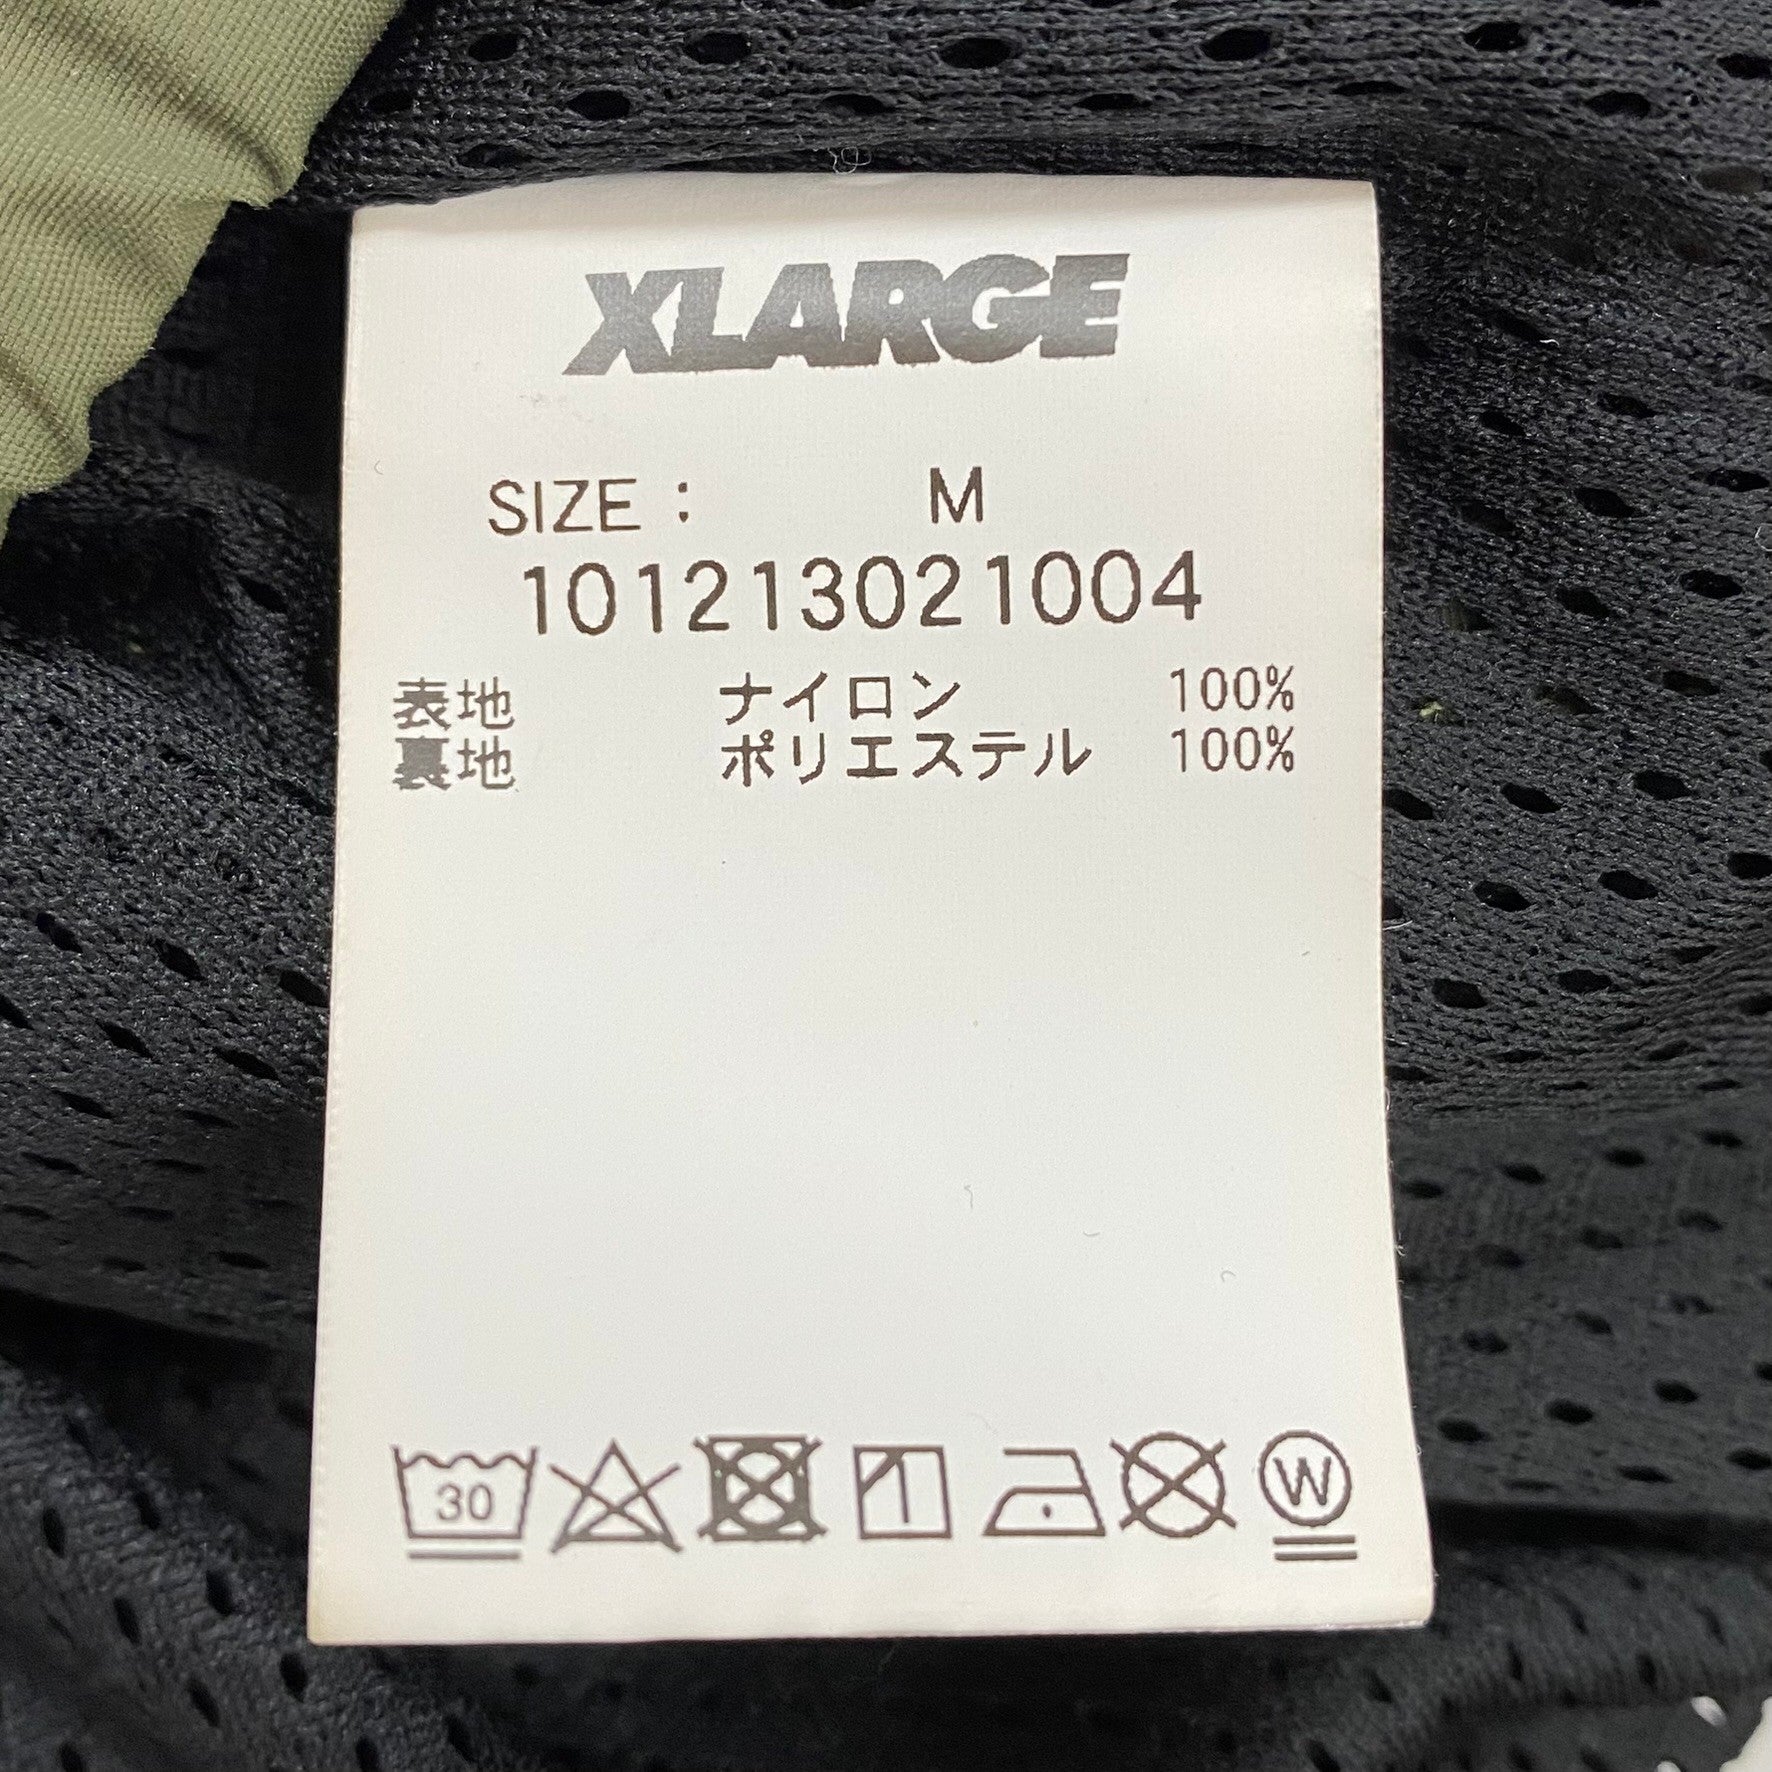 XLARGE
SIZE : M
101213021004
表地 ナイロン 100%
裏地 ポリエステル 100%
30
W